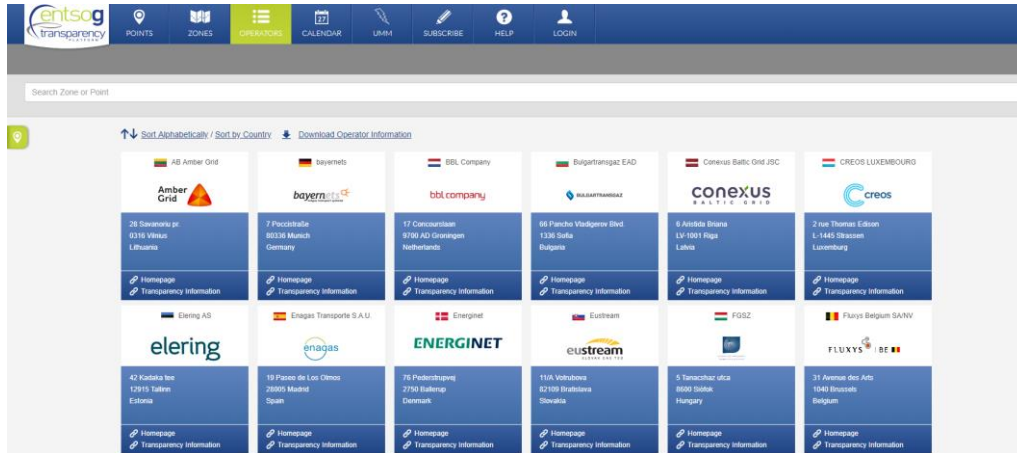 entsog
transparency
PLATFORM
POINTS
ZONES
OPERATORS
27
CALENDAR
UMM
SUBSCRIBE
?
HELP
LOGIN
Search Zone or Point
Sort Alphabetically / Sort by Country Download Operator Information
AB Amber Grid
Amber
Grid
28 Savanoriu pr.
0316 Vilnius
Lithuania
Homepage
Transparency Information
bayernets
bayernets
7 Poccistraße
80336 Munich
Germany
Homepage
Transparency Information
BBL Company
bbl.company
17 Concourslaan
9700 AD Groningen
Netherlands
Homepage
Transparency Information
Bulgartransgaz EAD
BULGARTRANSGAZ
66 Pancho Vladigerov Blvd.
1336 Sofia
Bulgaria
Homepage
Transparency Information
Conexus Baltic Grid JSC
conexus
BALTIC GRID
6 Aristida Briana
LV-1001 Riga
Latvia
Homepage
Transparency Information
CREOS LUXEMBOURG
creos
2 rue Thomas Edison
L-1445 Strassen
Luxemburg
Homepage
Transparency Information
Elering AS
elering
42 Kadaka tee
12915 Tallinn
Estonia
Homepage
Transparency Information
Enagas Transporte S.A.U.
enagas
19 Paseo de Los Olmos
28005 Madrid
Spain
Homepage
Transparency Information
Energinet
ENERGINET
76 Pederstrupvej
2750 Ballerup
Denmark
Homepage
Transparency Information
Eustream
eustream
SLOVAK GAS TSO
11/A Votrubova
82109 Bratislava
Slovakia
Homepage
Transparency Information
FGSZ
5 Tanacshaz utca
8600 Siófok
Hungary
Homepage
Transparency Information
Fluxys Belgium SA/NV
FLUXYS BE
31 Avenue des Arts
1040 Brussels
Belgium
Homepage
Transparency Information